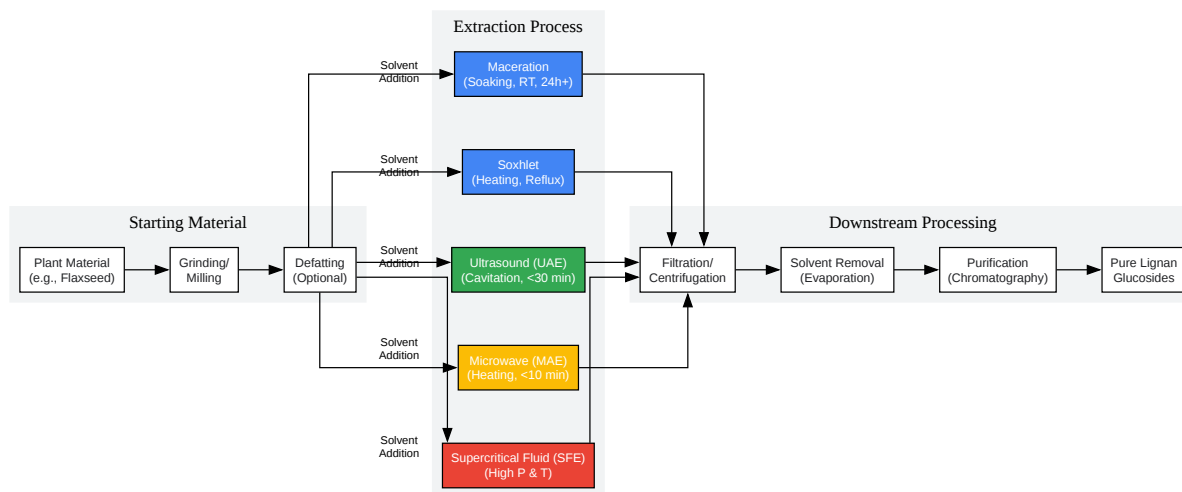 Extraction Process
Solvent
Addition
Maceration
(Soaking, RT, 24h+)
Solvent
Addition
Soxhlet
(Heating, Reflux)
Starting Material
Plant Material
(e.g., Flaxseed)
Grinding/
Milling
Defatting
(Optional)
Solvent
Addition
Ultrasound (UAE)
(Cavitation, <30 min)
Downstream Processing
Filtration/
Centrifugation
Solvent Removal
(Evaporation)
Purification
(Chromatography)
Pure Lignan
Glucosides
Solvent
Addition
Microwave (MAE)
(Heating, <10 min)
Solvent
Addition
Supercritical Fluid (SFE)
(High P & T)